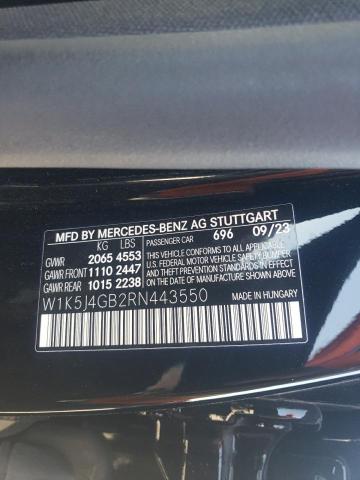 MFD BY MERCEDES-BENZ AG STUTTGART
KG LBS PASSENGER CAR 696 09/23
GVWR 2065 4553 THIS VEHICLE CONFORMS TO ALL APPLICABLE
GAWR FRONT 1110 2447 U.S. FEDERAL MOTOR VEHICLE SAFETY BUMPER
GAWR REAR 1015 2238 AND THEFT PREVENTION STANDARDS IN EFFECT ON THE DATE OF MANUFACTURE SHOWN ABOVE
W1K5J4GB2RN443550 MADE IN HUNGARY